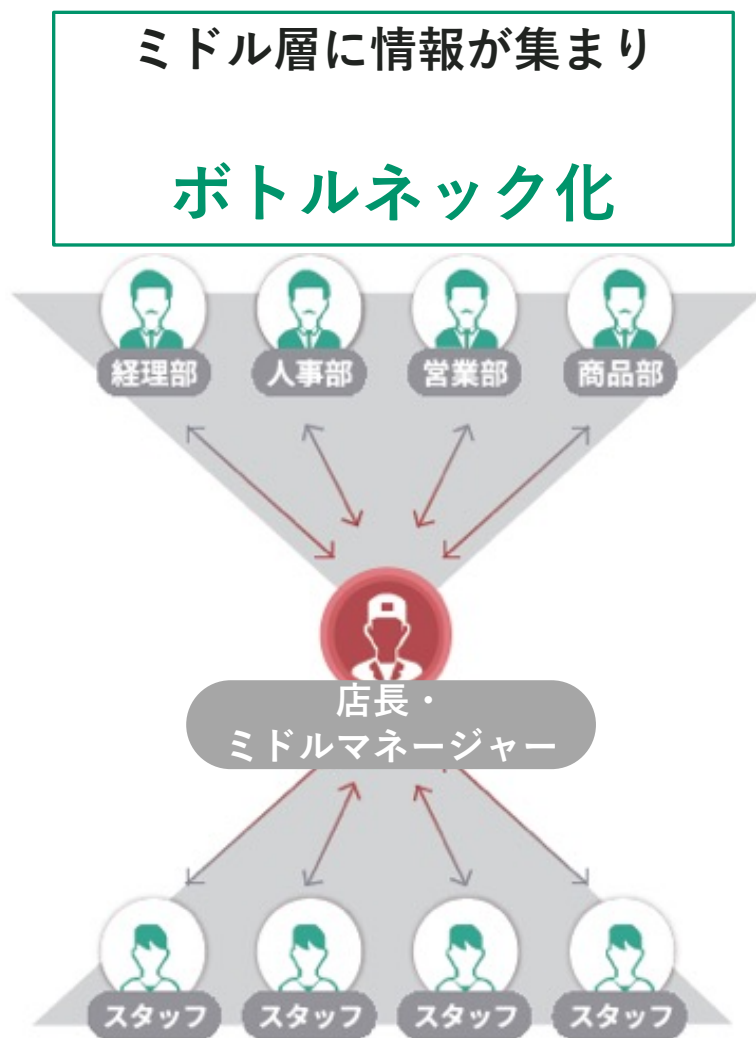 ミドル層に情報が集まり
ボトルネック化
経理部
人事部
営業部
商品部
店長・
ミドルマネージャー
スタッフ
スタッフ
スタッフ
スタッフ